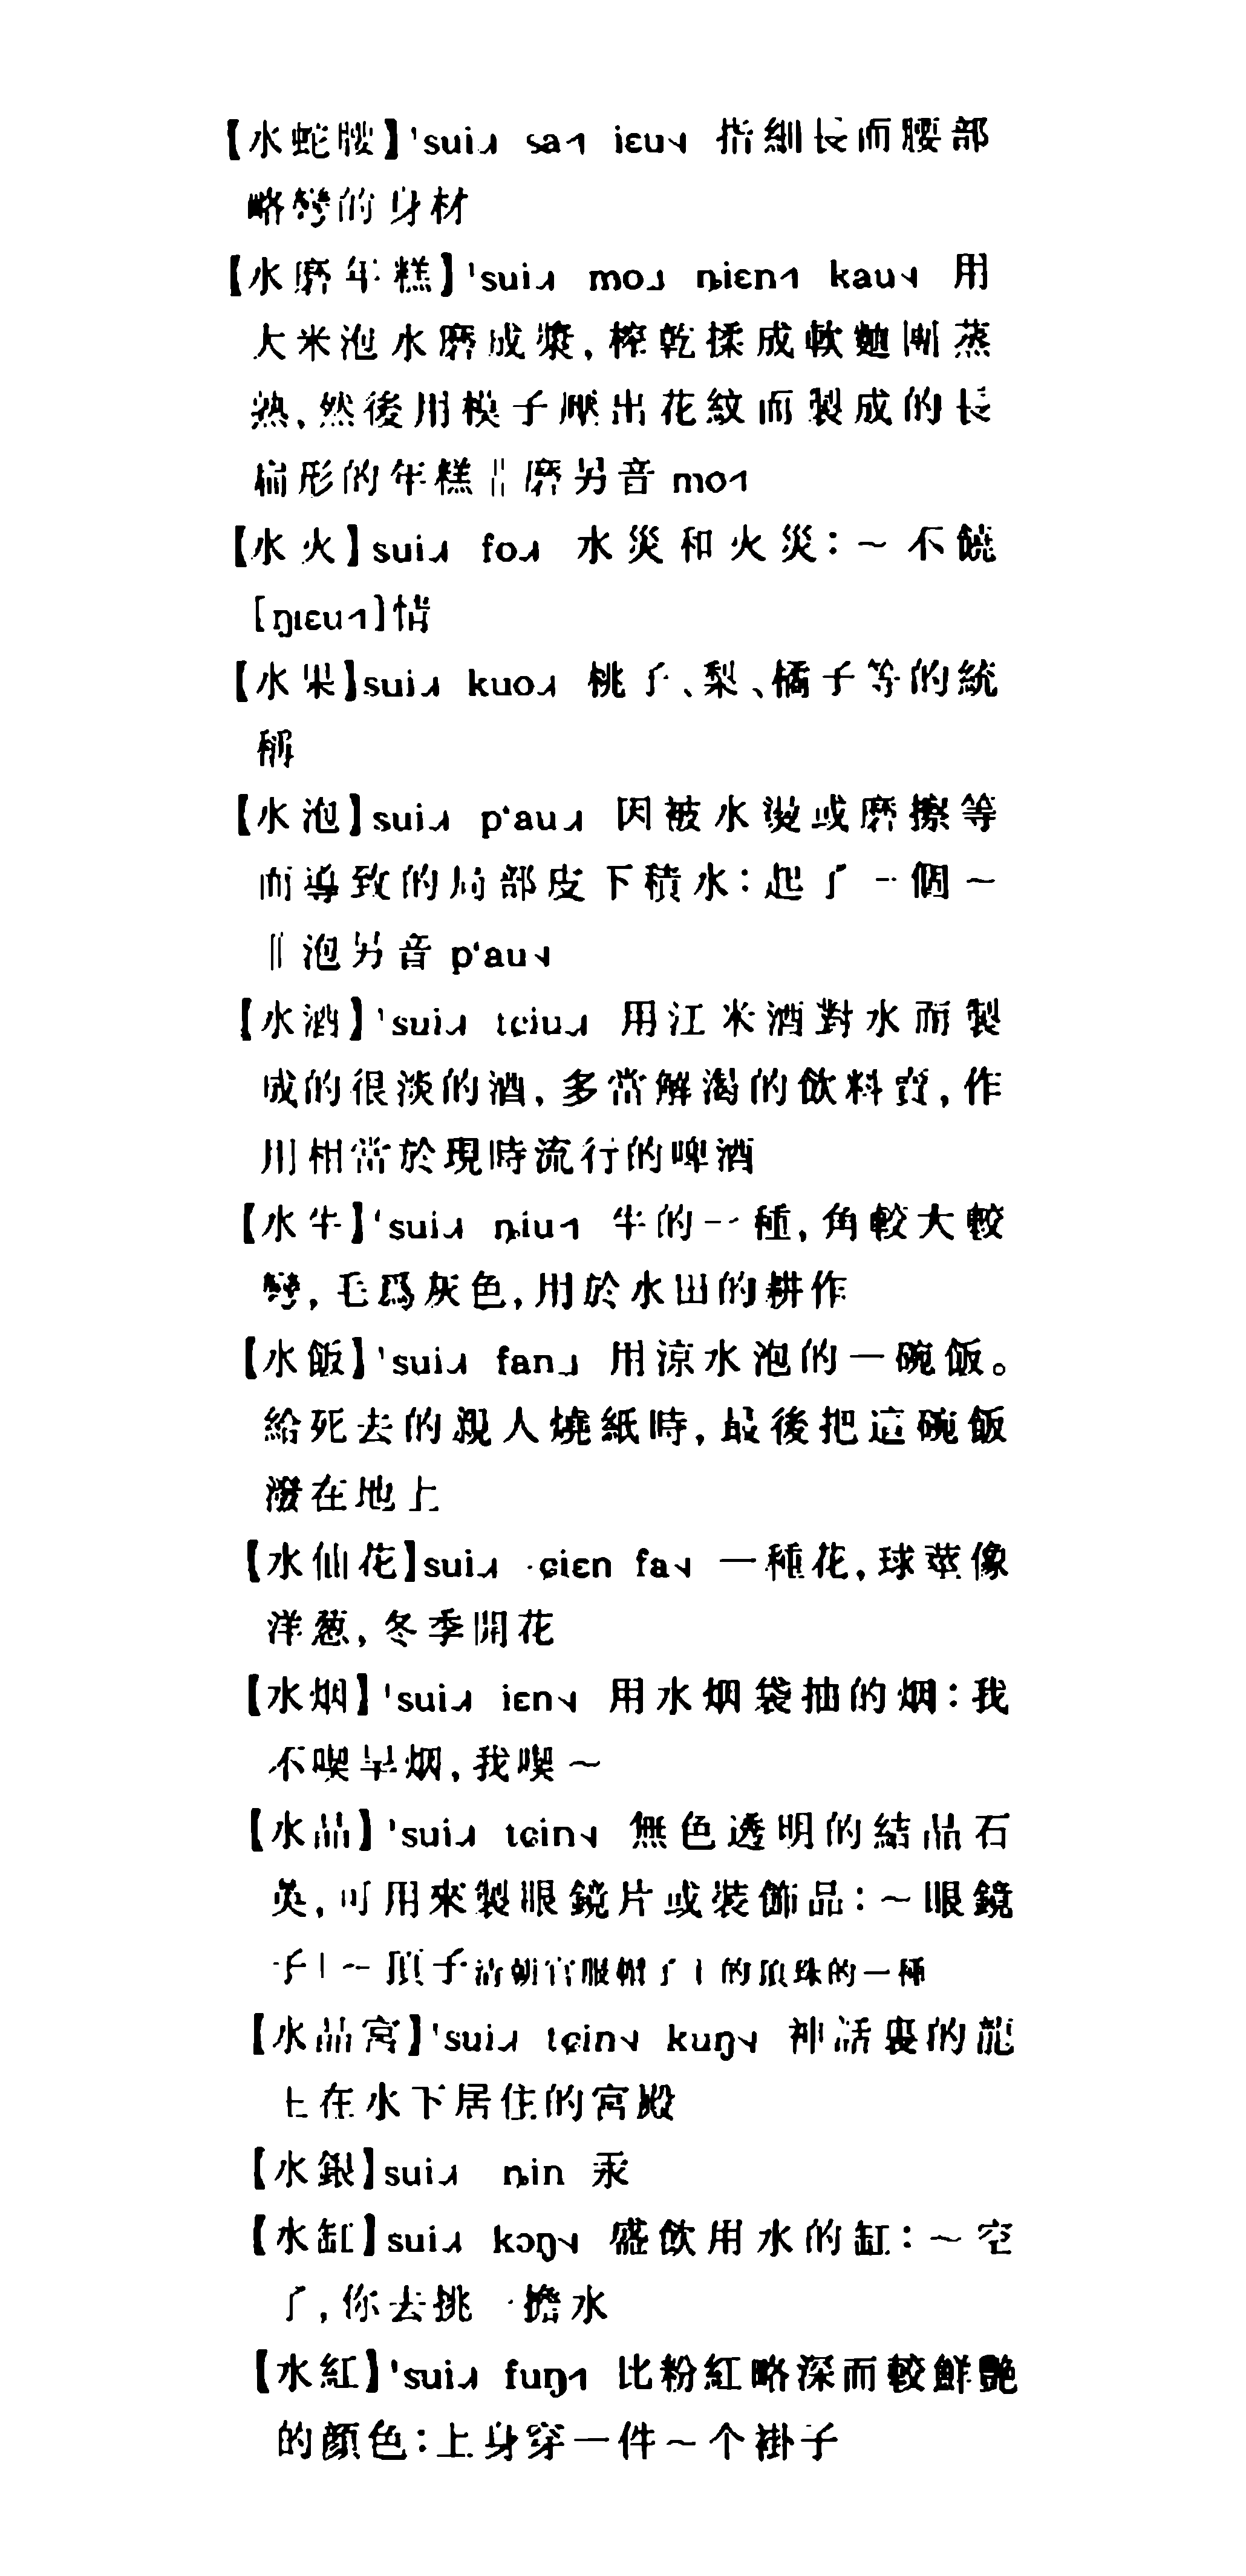 【水蛇腰】'sui˩˧ sa˧˥ iɛu˦˨ 指細長而腰部
略彎的身材
【水磨年糕】'sui˩˧ mo˩ ȵiɛn˧˥ kau˦˨ 用
大米泡水磨成漿,榨乾揉成軟麵團蒸
熟,然後用模子壓出花紋而製成的長
扁形的年糕‖磨另音 mo˧˥
【水火】sui˩˧ fo˩˧ 水災和火災:~不饒
[ŋiɛu˧˥]情
【水果】sui˩˧ kuo˩˧ 桃子、梨、橘子等的統
稱
【水泡】sui˩˧ p‘au˩˧ 因被水燙或磨擦等
而導致的局部皮下積水:起了一個~
‖泡另音 p‘au˦˨
【水酒】'sui˩˧ tɕiu˩˧ 用江米酒對水而製
成的很淡的酒,多當解渴的飲料賣,作
用相當於現時流行的啤酒
【水牛】‘sui˩˧ ȵiu˧˥ 牛的一種,角較大較
彎,毛爲灰色,用於水田的耕作
【水飯】'sui˩˧ fan˩ 用涼水泡的一碗飯。
給死去的親人燒紙時,最後把這碗飯
潑在地上
【水仙花】sui˩˧ ·ɕiɛn fa˦˨ 一種花,球莖像
洋葱,冬季開花
【水烟】'sui˩˧ iɛn˦˨ 用水烟袋抽的烟:我
不喫旱烟,我喫~
【水晶】'sui˩˧ tɕin˦˨ 無色透明的結晶石
英,可用來製眼鏡片或裝飾品:~眼鏡
子|~頂子清朝官服帽子上的頂珠的一種
【水晶宮】'sui˩˧ tɕin˦˨ kuŋ˦˨ 神話裏的龍
王在水下居住的宮殿
【水銀】sui˩˧ ȵin 汞
【水缸】sui˩˧ kɔŋ˦˨ 盛飲用水的缸:~空
了,你去挑一擔水
【水紅】'sui˩˧ fuŋ˧˥ 比粉紅略深而較鮮艷
的顏色:上身穿一件~个褂子